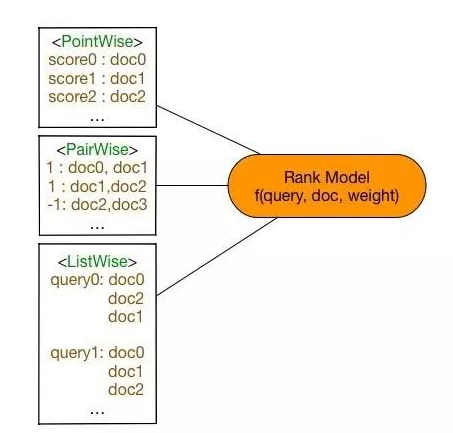 <PointWise>
score0 : doc0
score1 : doc1
score2 : doc2
...
<PairWise>
1 : doc0, doc1
1 : doc1,doc2
-1: doc2,doc3
...
<ListWise>
query0: doc0
doc2
doc1
query1: doc0
doc1
doc2
...
Rank Model
f(query, doc, weight)